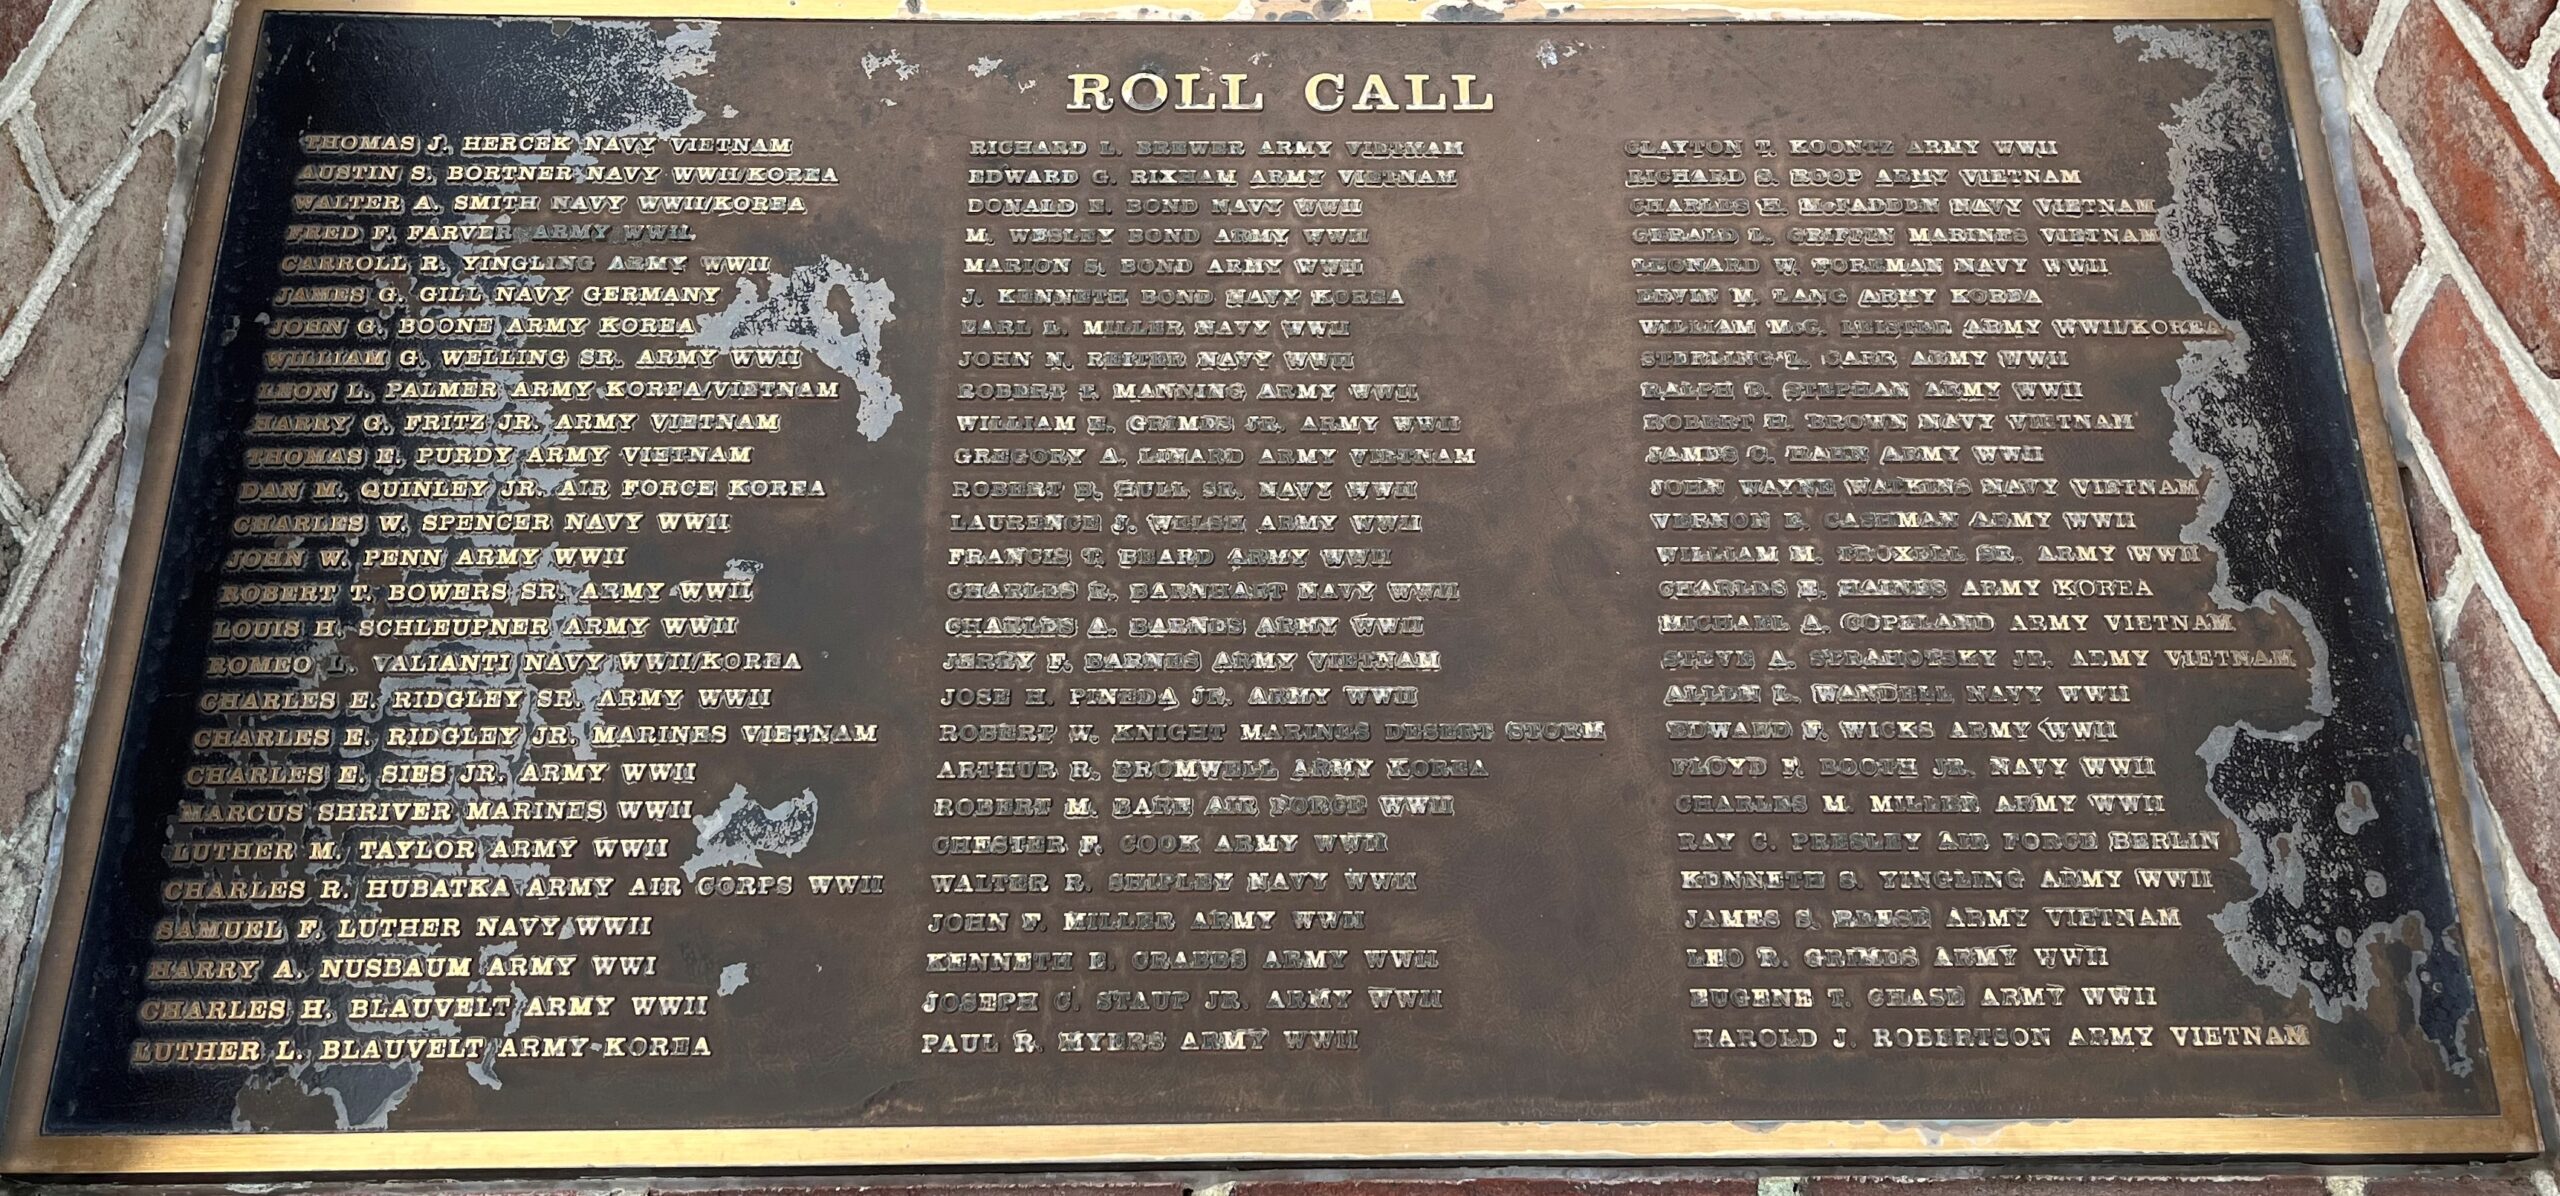 ROLL CALL
THOMAS J. HERCEK NAVY VIETNAM
AUSTIN S. BORTNER NAVY WWII/KOREA
WALTER A. SMITH NAVY WWII/KOREA
FRED F. FARVER ARMY WWII
CARROLL R. YINGLING ARMY WWII
JAMES G. GILL NAVY GERMANY
JOHN G. BOONE ARMY KOREA
WILLIAM G. WELLING SR. ARMY WWII
LEON L. PALMER ARMY KOREA/VIETNAM
HARRY G. FRITZ JR. ARMY VIETNAM
THOMAS E. PURDY ARMY VIETNAM
DAN M. QUINLEY JR. AIR FORCE KOREA
CHARLES W. SPENCER NAVY WWII
JOHN W. PENN ARMY WWII
ROBERT T. BOWERS SR. ARMY WWII
LOUIS H. SCHLEUPNER ARMY WWII
ROMEO L. VALIANTI NAVY WWII/KOREA
CHARLES E. RIDGLEY SR. ARMY WWII
CHARLES E. RIDGLEY JR. MARINES VIETNAM
CHARLES E. SIES JR. ARMY WWII
MARCUS SHRIVER MARINES WWII
LUTHER M. TAYLOR ARMY WWII
CHARLES R. HUBATKA ARMY AIR CORPS WWII
SAMUEL F. LUTHER NAVY WWII
HARRY A. NUSBAUM ARMY WWI
CHARLES H. BLAUVELT ARMY WWII
LUTHER L. BLAUVELT ARMY KOREA
RICHARD L. BREWER ARMY VIETNAM
EDWARD G. RIXHAM ARMY VIETNAM
DONALD E. BOND NAVY WWII
M. WESLEY BOND ARMY WWII
MARION S. BOND ARMY WWII
J. KENNETH BOND NAVY KOREA
EARL L. MILLER NAVY WWII
JOHN N. REITER NAVY WWII
ROBERT T. MANNING ARMY WWII
WILLIAM E. GRIMES JR. ARMY WWII
GREGORY A. LINARD ARMY VIETNAM
ROBERT B. HULL SR. NAVY WWII
LAURENCE J. WELSH ARMY WWII
FRANCIS T. BEARD ARMY WWII
CHARLES R. BARNHART NAVY WWII
CHARLES A. BARNES ARMY WWII
JERRY F. BARNES ARMY VIETNAM
JOSE H. PINEDA JR. ARMY WWII
ROBERT W. KNIGHT MARINES DESERT STORM
ARTHUR R. BROMWELL ARMY KOREA
ROBERT M. BARE AIR FORCE WWII
CHESTER F. COOK ARMY WWII
WALTER R. SHIPLEY NAVY WWII
JOHN F. MILLER ARMY WWII
KENNETH E. CRABBS ARMY WWII
JOSEPH C. STAUP JR. ARMY WWII
PAUL R. MYERS ARMY WWII
CLAYTON T. KOONTZ ARMY WWII
RICHARD S. ROOP ARMY VIETNAM
CHARLES H. McFADDEN NAVY VIETNAM
GERALD L. GRIFFIN MARINES VIETNAM
LEONARD W. FOREMAN NAVY WWII
ERVIN M. LANG ARMY KOREA
WILLIAM McC. LEISTER ARMY WWII/KOREA
STERLING L. CARR ARMY WWII
RALPH B. STEPHAN ARMY WWII
ROBERT H. BROWN NAVY VIETNAM
JAMES C. HAHN ARMY WWII
JOHN WAYNE WATKINS NAVY VIETNAM
VERNON E. CASHMAN ARMY WWII
WILLIAM M. TROXELL SR. ARMY WWII
CHARLES E. HAINES ARMY KOREA
MICHAEL A. COPELAND ARMY VIETNAM
STEVE A. STRAHOTSKY JR. ARMY VIETNAM
ALLEN L. WANDELL NAVY WWII
EDWARD F. WICKS ARMY WWII
FLOYD F. BOOTH JR. NAVY WWII
CHARLES M. MILLER ARMY WWII
RAY C. PRESLEY AIR FORCE BERLIN
KENNETH S. YINGLING ARMY WWII
JAMES S. REESE ARMY VIETNAM
LEO R. GRIMES ARMY WWII
EUGENE T. CHASE ARMY WWII
HAROLD J. ROBERTSON ARMY VIETNAM